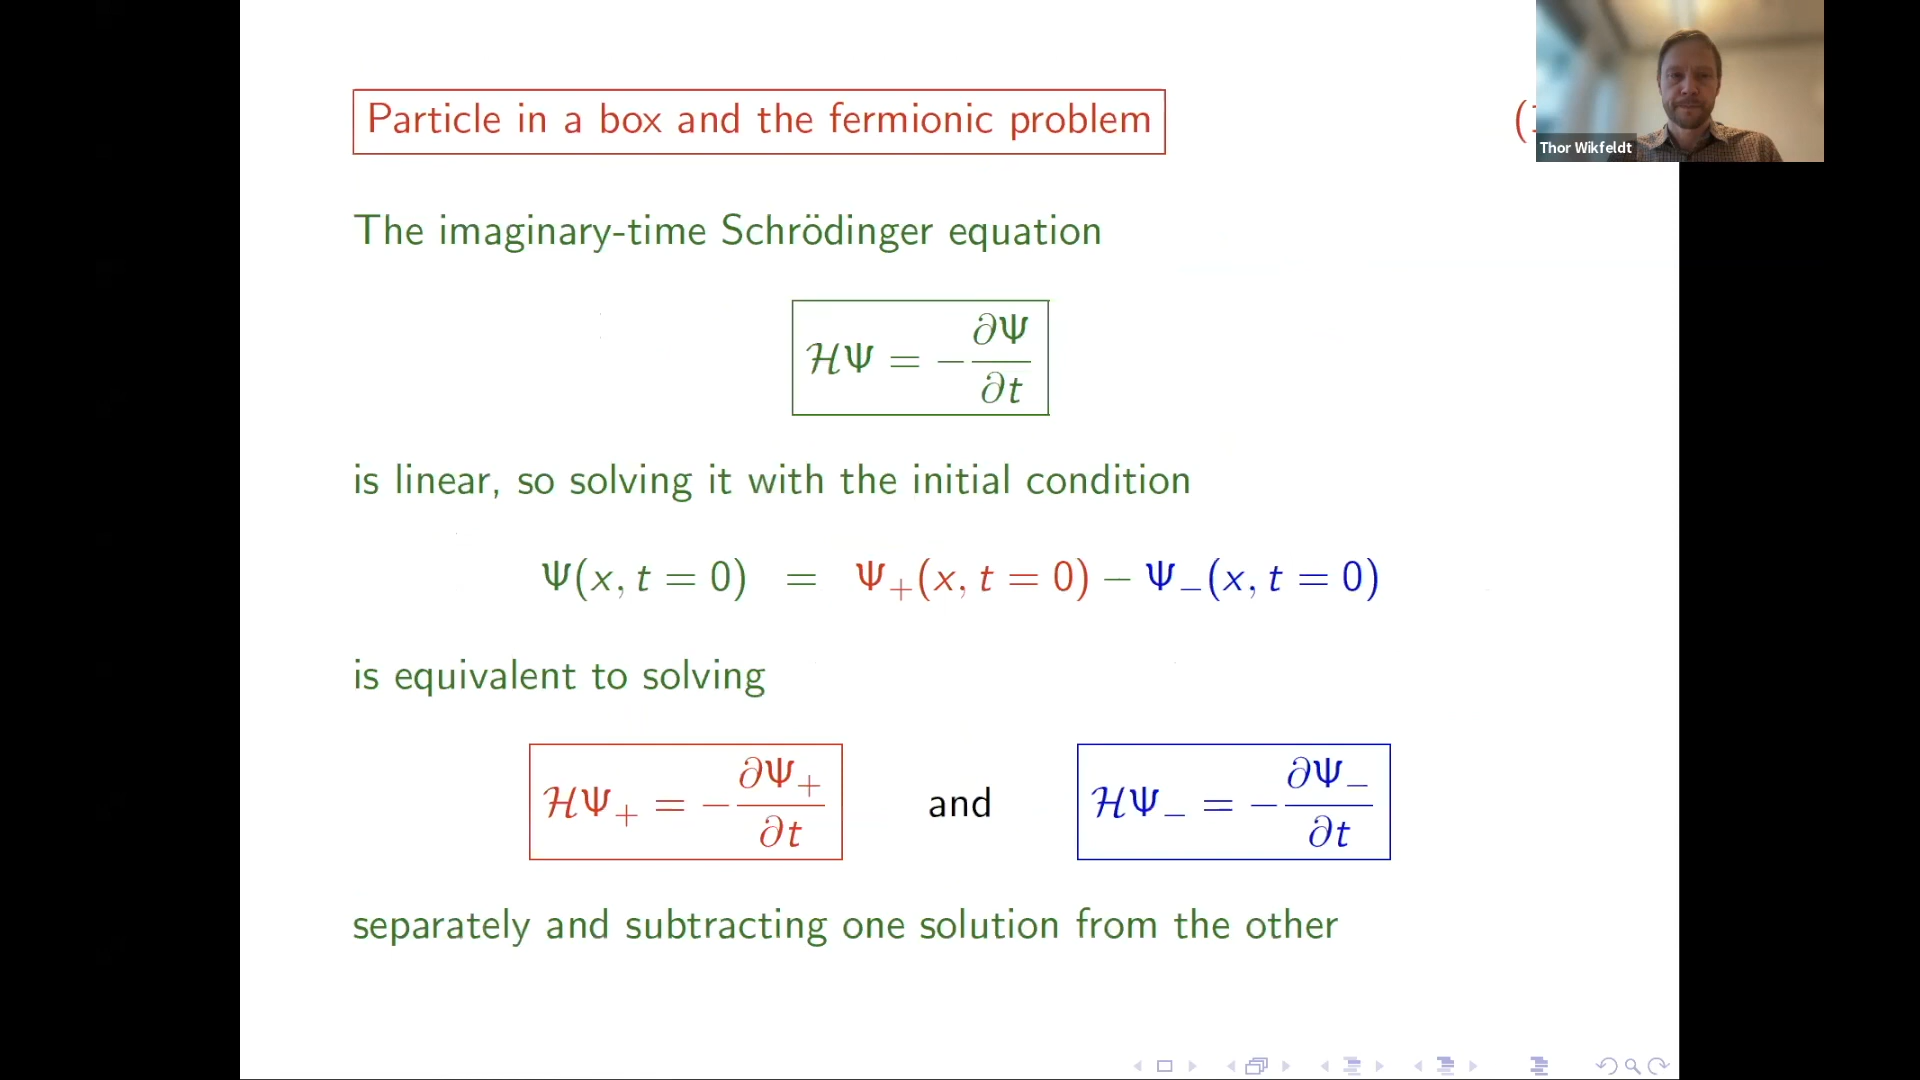 Particle in a box and the fermionic problem
Thor Wikfeldt
The imaginary-time Schrödinger equation
ℋΨ = −∂Ψ/∂t
is linear, so solving it with the initial condition
Ψ(x, t = 0) = Ψ₊(x, t = 0) − Ψ₋(x, t = 0)
is equivalent to solving
ℋΨ₊ = −∂Ψ₊/∂t and ℋΨ₋ = −∂Ψ₋/∂t
separately and subtracting one solution from the other